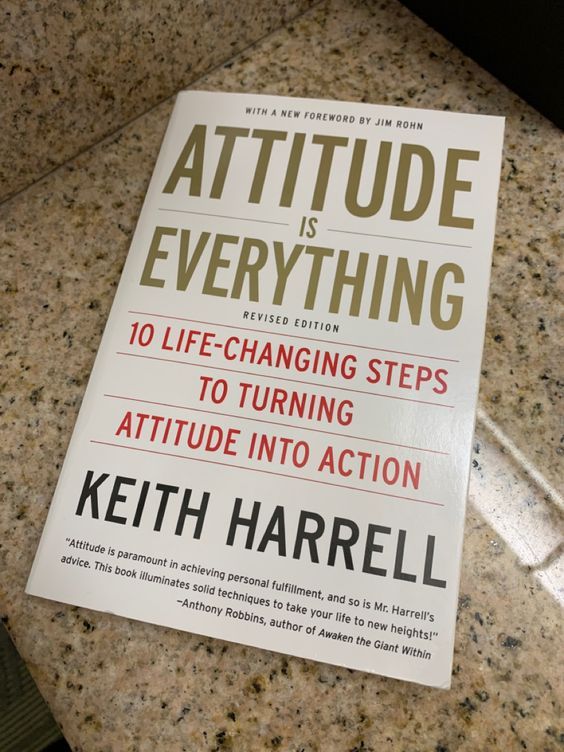 WITH A NEW FOREWORD BY JIM ROHN
ATTITUDE
IS
EVERYTHING
REVISED EDITION
10 LIFE-CHANGING STEPS
TO TURNING
ATTITUDE INTO ACTION
KEITH HARRELL
"Attitude is paramount in achieving personal fulfillment, and so is Mr. Harrell's
advice. This book illuminates solid techniques to take your life to new heights!"
—Anthony Robbins, author of Awaken the Giant Within